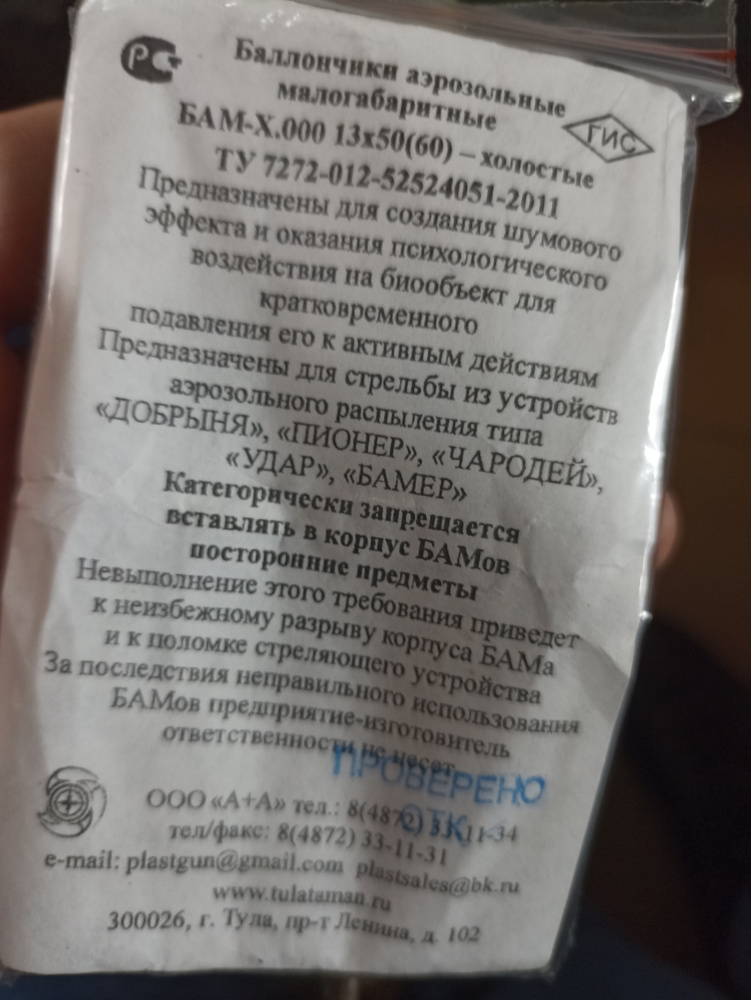 РС
Баллончики аэрозольные
малогабаритные
ГИС
БАМ-Х.000 13х50(60) – холостые
ТУ 7272-012-52524051-2011
Предназначены для создания шумового
эффекта и оказания психологического
воздействия на биообъект для
кратковременного
подавления его к активным действиям
Предназначены для стрельбы из устройств
аэрозольного распыления типа
«ДОБРЫНЯ», «ПИОНЕР», «ЧАРОДЕЙ»,
«УДАР», «БАМЕР»
Категорически запрещается
вставлять в корпус БАМов
посторонние предметы
Невыполнение этого требования приведет
к неизбежному разрыву корпуса БАМа
и к поломке стреляющего устройства
За последствия неправильного использования
БАМов предприятие-изготовитель
ответственности не несет
ПРОВЕРЕНО
ОТК
ООО «А+А» тел.: 8(4872) 33-11-34
тел/факс: 8(4872) 33-11-31
e-mail: plastgun@gmail.com plastsales@bk.ru
www.tulataman.ru
300026, г. Тула, пр-т Ленина, д. 102